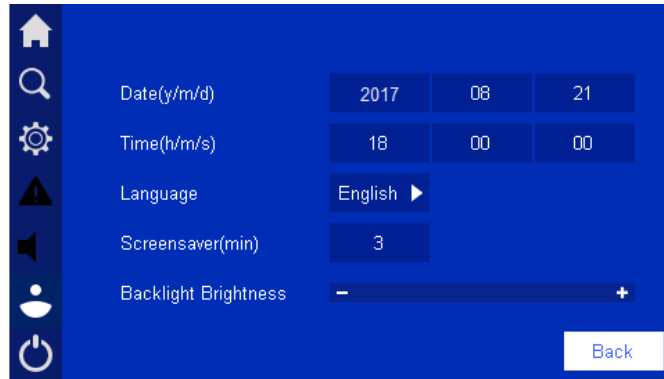 Date(y/m/d) 2017 08 21
Time(h/m/s) 18 00 00
Language English
Screensaver(min) 3
Backlight Brightness - +
Back